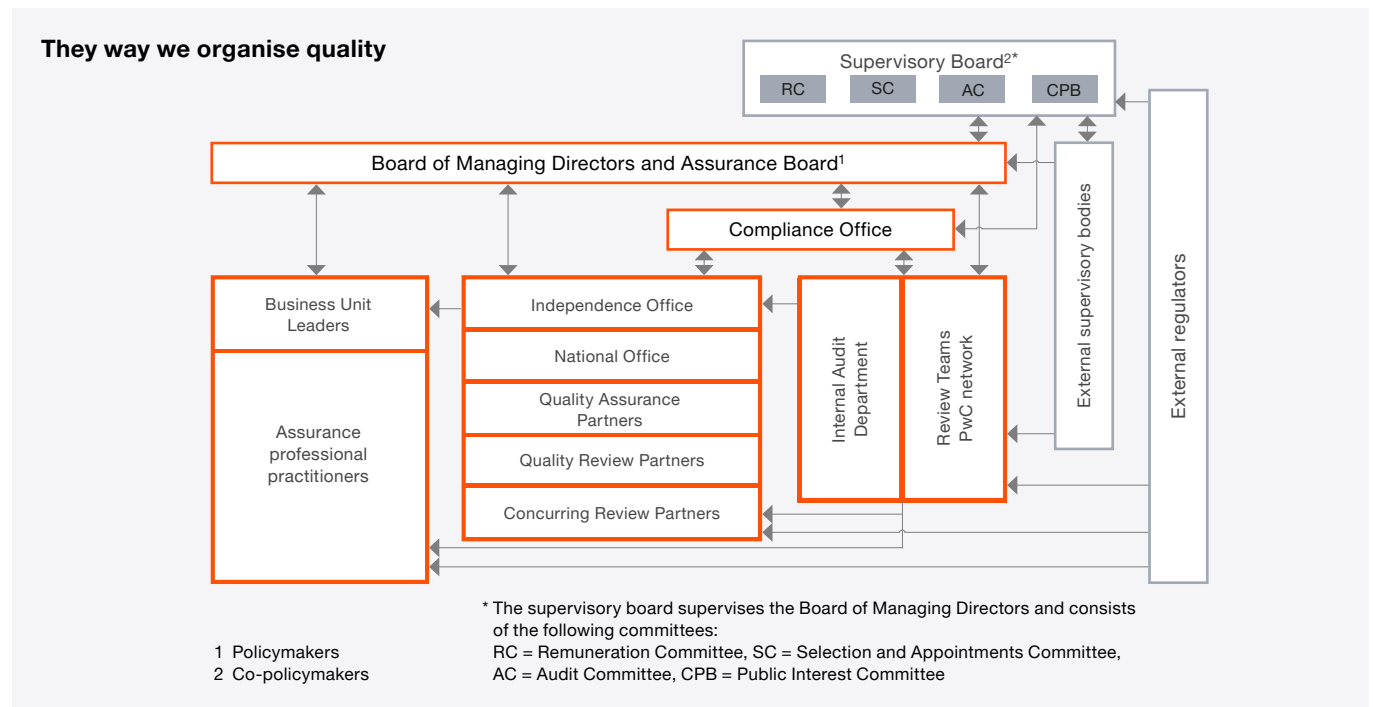 They way we organise quality
Supervisory Board²*
RC SC AC CPB
Board of Managing Directors and Assurance Board¹
Compliance Office
Business Unit
Leaders
Assurance
professional
practitioners
Independence Office
National Office
Quality Assurance
Partners
Quality Review Partners
Concurring Review Partners
Internal Audit
Department
Review Teams
PwC network
External supervisory bodies
External regulators
1 Policymakers
2 Co-policymakers
* The supervisory board supervises the Board of Managing Directors and consists
of the following committees:
RC = Remuneration Committee, SC = Selection and Appointments Committee,
AC = Audit Committee, CPB = Public Interest Committee